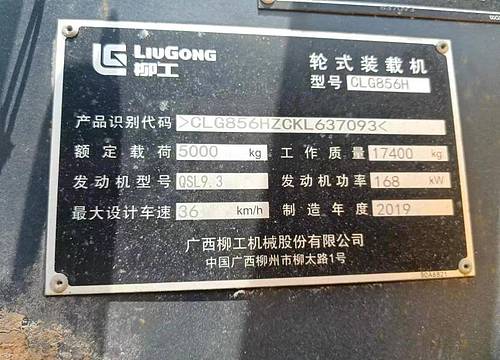 LIUGONG
柳工
轮式装载机
型号 CLG856H
产品识别代码 >CLG856HZCKL637093<
额定载荷 5000 kg 工作质量 17400 kg
发动机型号 QSL9.3 发动机功率 168 kW
最大设计车速 36 km/h 制造年度 2019
广西柳工机械股份有限公司
中国广西柳州市柳太路1号